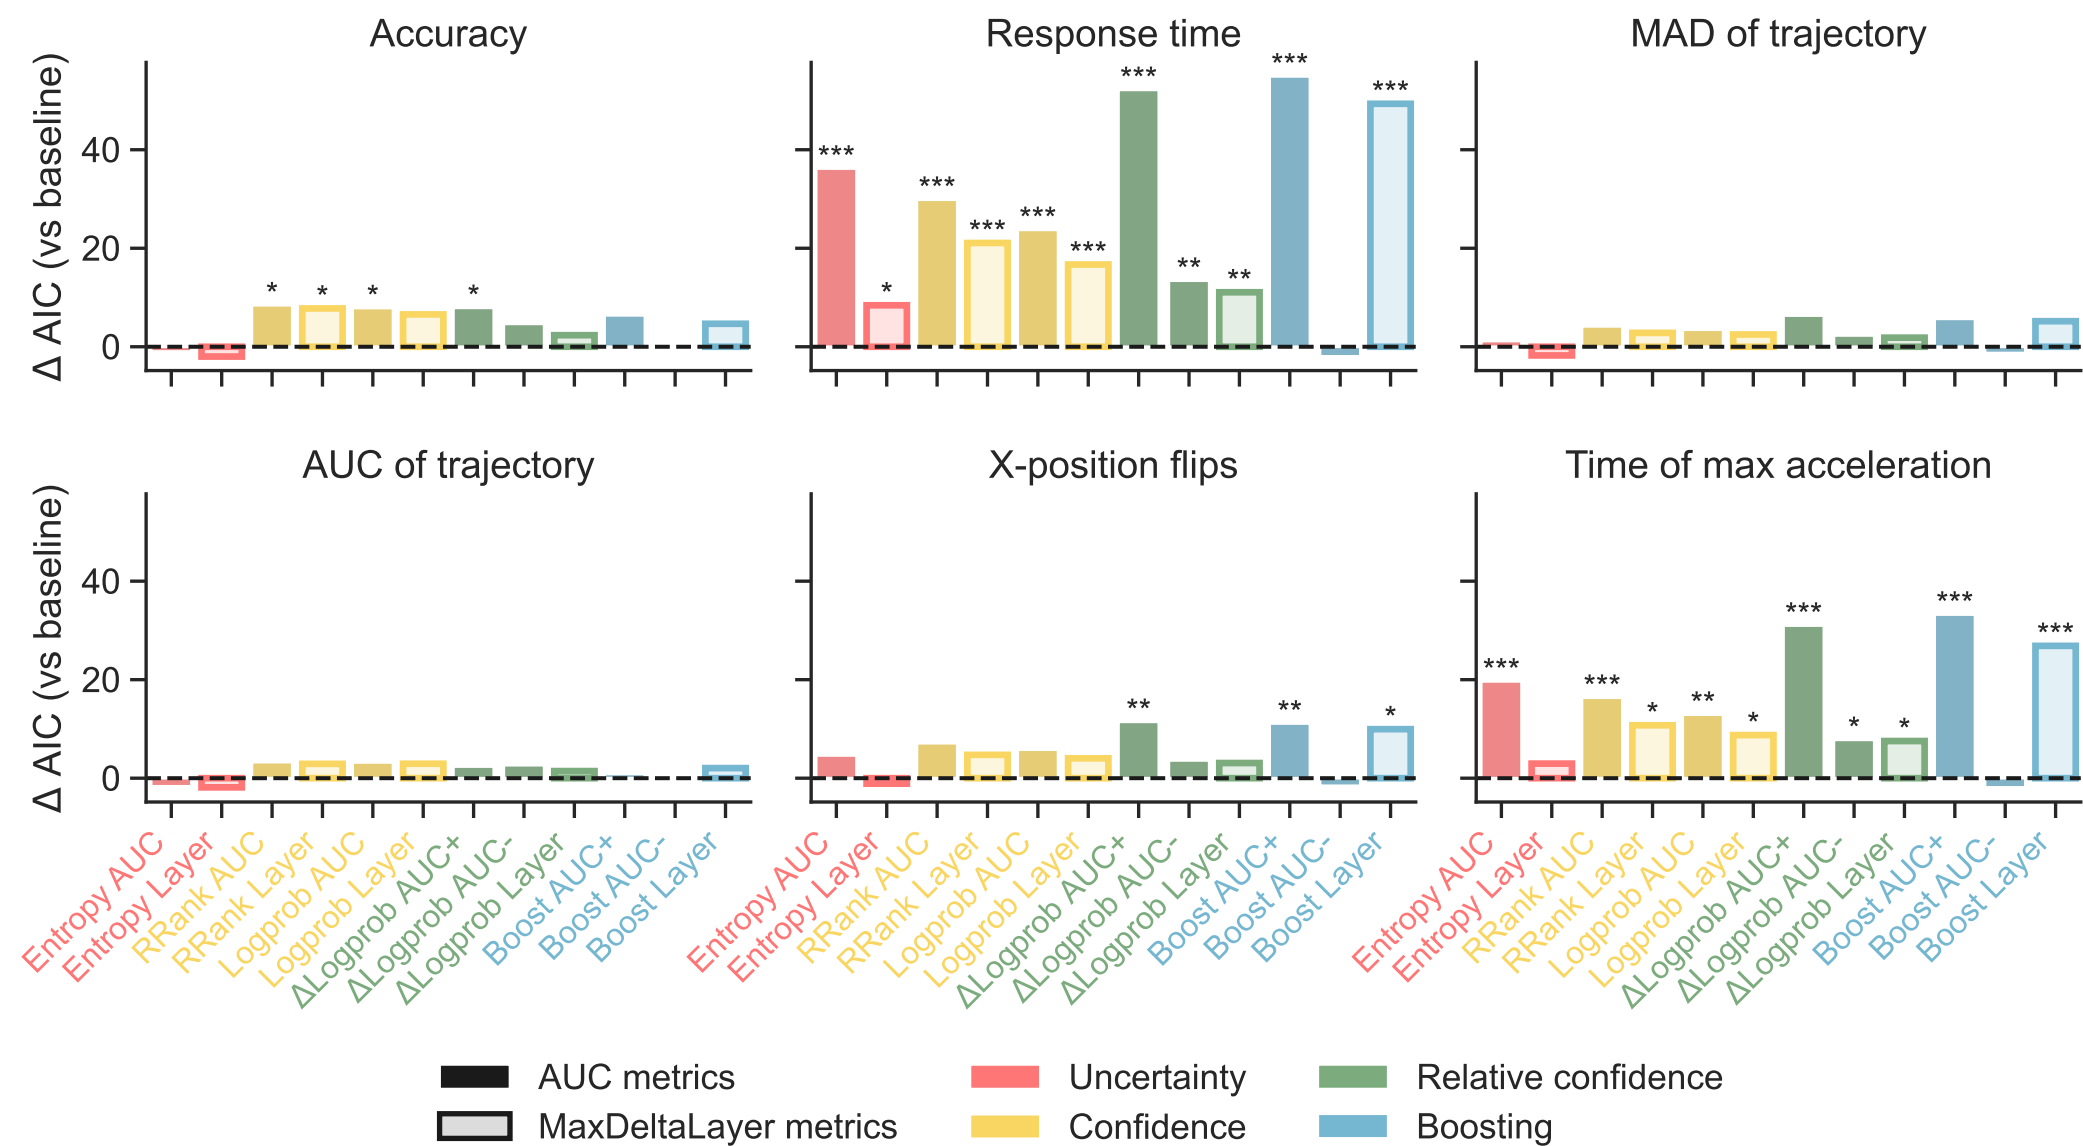 Accuracy
Response time
MAD of trajectory
Δ AIC (vs baseline)
40
20
0
* * * *
*** * *** *** *** *** *** ** ** *** ***
AUC of trajectory
X-position flips
Time of max acceleration
Δ AIC (vs baseline)
40
20
0
** ** *
*** *** * ** * *** * * *** ***
Entropy AUC
Entropy Layer
RRank AUC
RRank Layer
Logprob AUC
Logprob Layer
ΔLogprob AUC+
ΔLogprob AUC-
ΔLogprob Layer
Boost AUC+
Boost AUC-
Boost Layer
Entropy AUC
Entropy Layer
RRank AUC
RRank Layer
Logprob AUC
Logprob Layer
ΔLogprob AUC+
ΔLogprob AUC-
ΔLogprob Layer
Boost AUC+
Boost AUC-
Boost Layer
Entropy AUC
Entropy Layer
RRank AUC
RRank Layer
Logprob AUC
Logprob Layer
ΔLogprob AUC+
ΔLogprob AUC-
ΔLogprob Layer
Boost AUC+
Boost AUC-
Boost Layer
AUC metrics
MaxDeltaLayer metrics
Uncertainty
Confidence
Relative confidence
Boosting